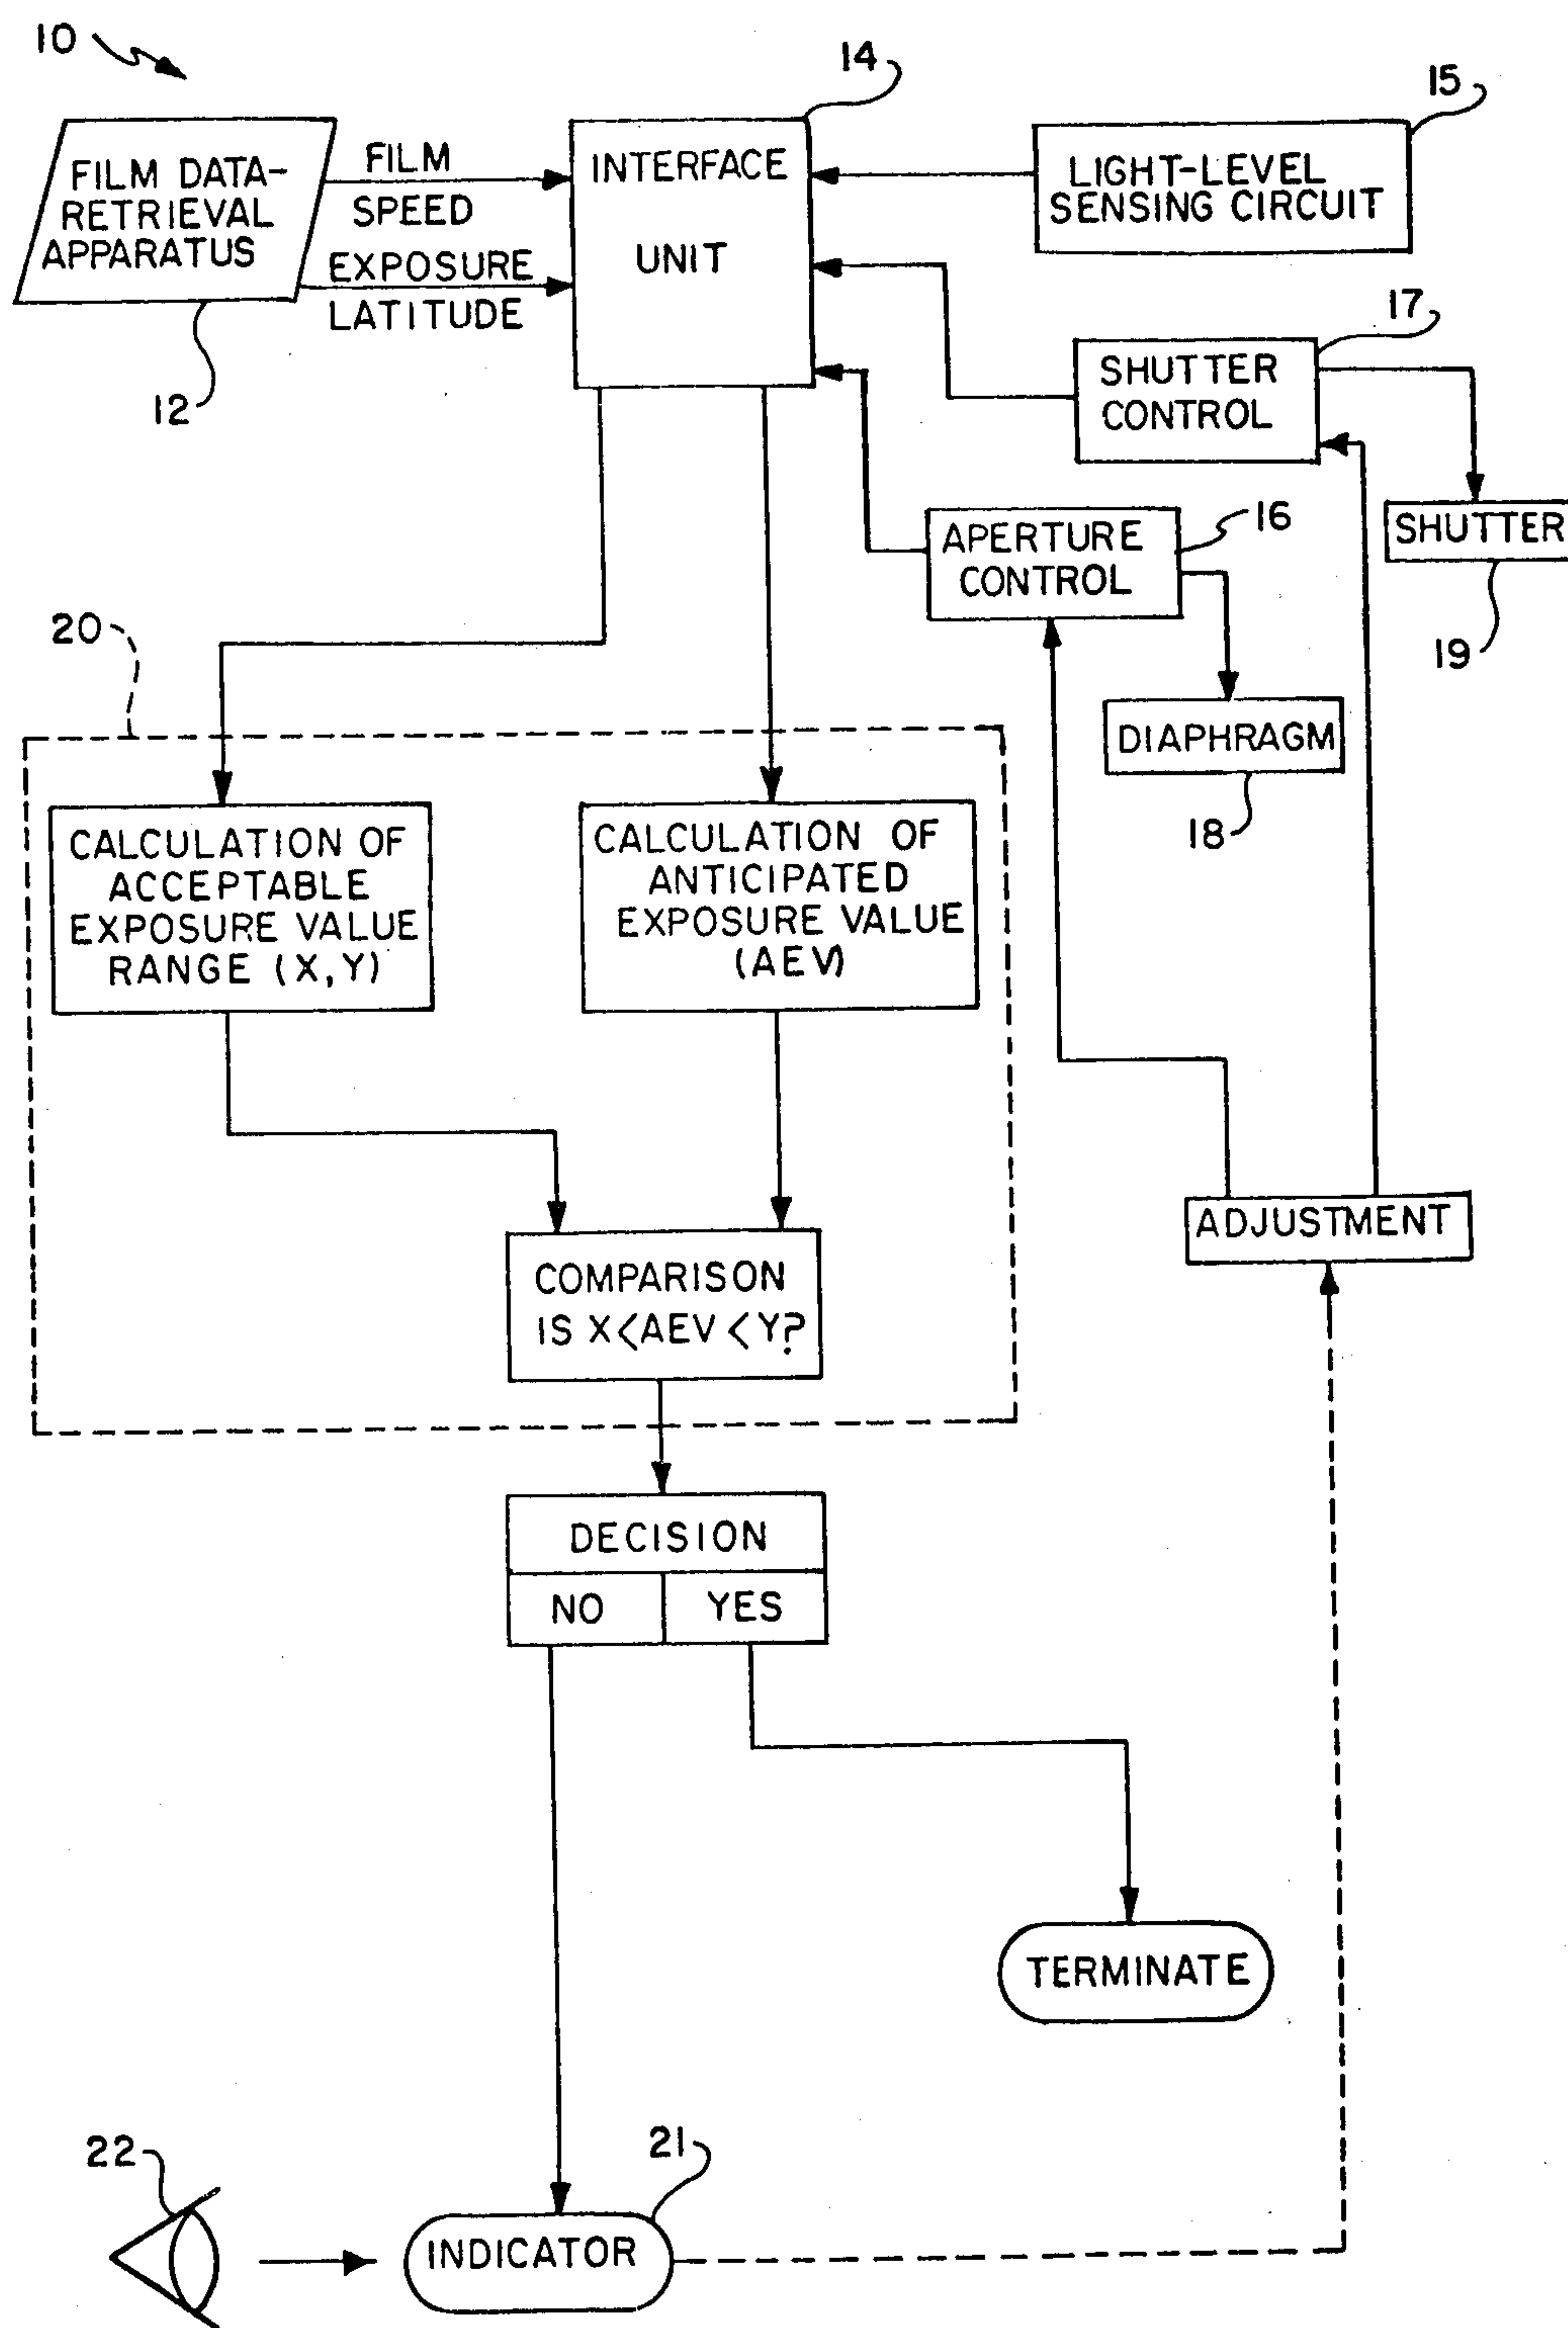 10
14
15
FILM DATA-
RETRIEVAL
APPARATUS
12
FILM
SPEED
EXPOSURE
LATITUDE
INTERFACE
UNIT
LIGHT-LEVEL
SENSING CIRCUIT
17
SHUTTER
CONTROL
16
APERTURE
CONTROL
SHUTTER
19
DIAPHRAGM
18
20
CALCULATION OF
ACCEPTABLE
EXPOSURE VALUE
RANGE (X,Y)
CALCULATION OF
ANTICIPATED
EXPOSURE VALUE
(AEV)
COMPARISON
IS X<AEV<Y?
ADJUSTMENT
DECISION
NO
YES
TERMINATE
22
21
INDICATOR